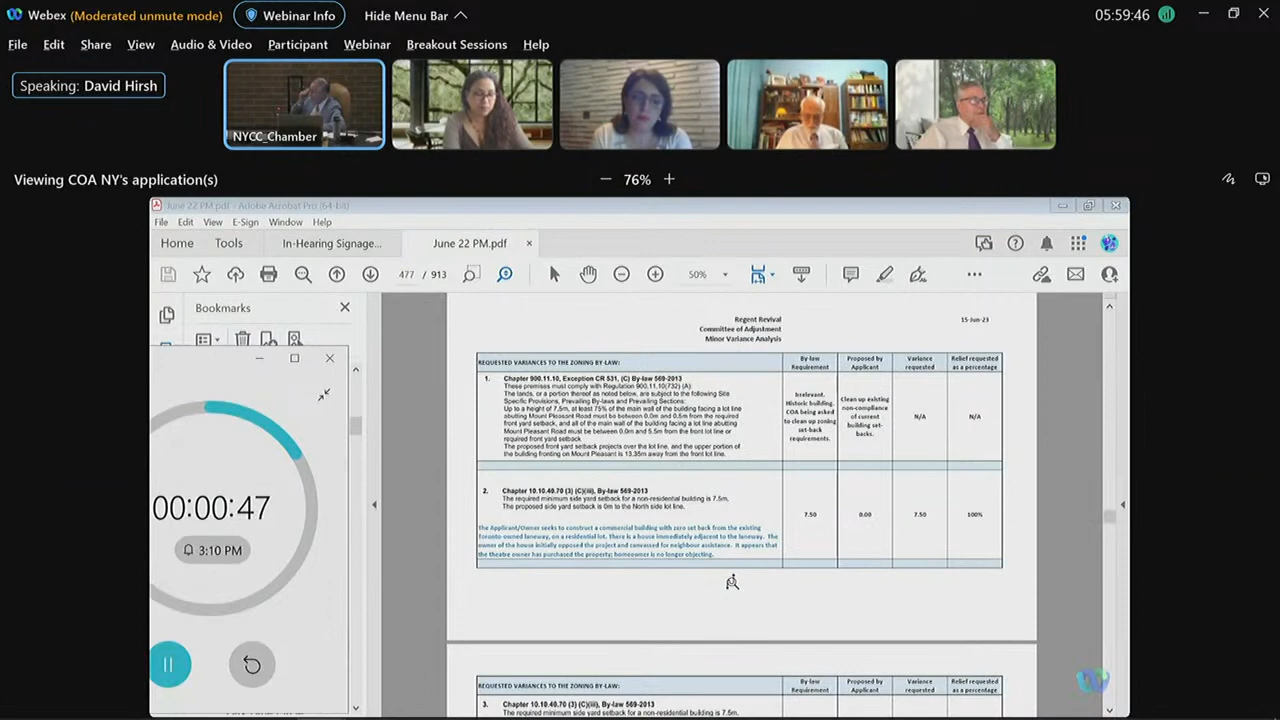 Webex (Moderated unmute mode) Webinar Info Hide Menu Bar 05:59:46
File Edit Share View Audio & Video Participant Webinar Breakout Sessions Help
Speaking: David Hirsh
NYCC_Chamber
Viewing COA NY's application(s) 76%
June 22 PM.pdf - Adobe Acrobat Pro (64-bit)
File Edit View E-Sign Window Help
Home Tools In-Hearing Signage... June 22 PM.pdf
477 / 913 50%
Bookmarks
00:00:47
3:10 PM
Regent Revival 15-Jun-23
Committee of Adjustment
Minor Variance Analysis
REQUESTED VARIANCES TO THE ZONING BY-LAW: By-law Requirement Proposed by Applicant Variance requested Relief requested as a percentage
1. Chapter 900.11.10, Exception CR 531, (C) By-law 569-2013
These premises must comply with Regulation 900.11.10(732) (A):
The lands, or a portion thereof as noted below, are subject to the following Site
Specific Provisions, Prevailing By-laws and Prevailing Sections:
Up to a height of 7.5m, at least 75% of the main wall of the building facing a lot line
abutting Mount Pleasant Road must be between 0.0m and 0.5m from the required
front yard setback, and all of the main wall of the building facing a lot line abutting
Mount Pleasant Road must be between 0.0m and 5.5m from the front lot line or
required front yard setback
The proposed front yard setback projects over the lot line, and the upper portion of
the building fronting on Mount Pleasant is 13.35m away from the front lot line.
Irrelevant.
Historic building.
COA being asked
to clean up zoning
set-back
requirements.
Clean up existing
non-compliance
of current
building set-
backs.
N/A
N/A
2. Chapter 10.10.40.70 (3) (C)(iii), By-law 569-2013
The required minimum side yard setback for a non-residential building is 7.5m.
The proposed side yard setback is 0m to the North side lot line.
The Applicant/Owner seeks to construct a commercial building with zero set back from the existing
Toronto owned laneway, on a residential lot. There is a house immediately adjacent to the laneway. The
owner of the house initially opposed the project and canvassed for neighbour assistance. It appears that
the theatre owner has purchased the property; homeowner is no longer objecting.
7.50 0.00 7.50 100%
REQUESTED VARIANCES TO THE ZONING BY-LAW: By-law Requirement Proposed by Applicant Variance requested Relief requested as a percentage
3. Chapter 10.10.40.70 (3) (C)(iii), By-law 569-2013
The required minimum side yard setback for a non-residential building is 7.5m.